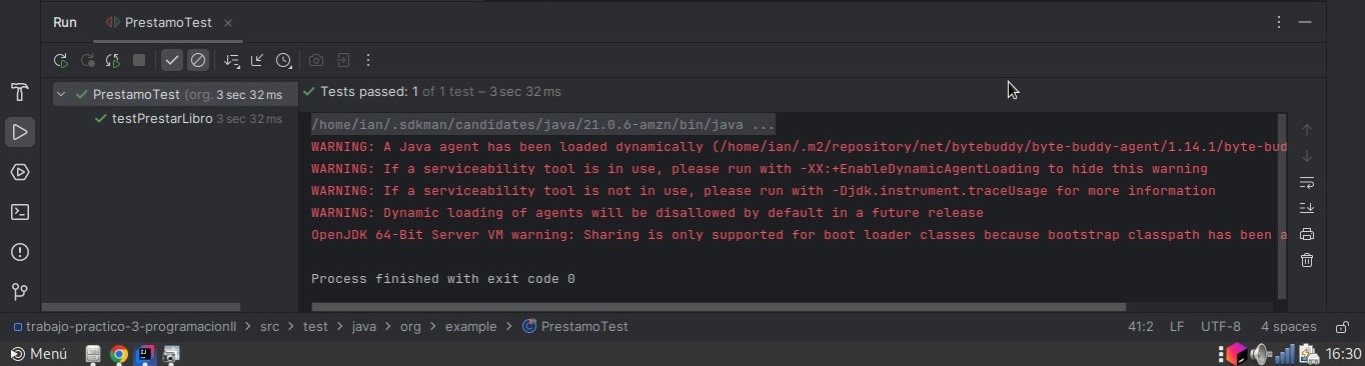 Run PrestamoTest
PrestamoTest (org. 3 sec 32 ms
testPrestarLibro 3 sec 32 ms
Tests passed: 1 of 1 test – 3 sec 32 ms
/home/ian/.sdkman/candidates/java/21.0.6-amzn/bin/java ...
WARNING: A Java agent has been loaded dynamically (/home/ian/.m2/repository/net/bytebuddy/byte-buddy-agent/1.14.1/byte-bud
WARNING: If a serviceability tool is in use, please run with -XX:+EnableDynamicAgentLoading to hide this warning
WARNING: If a serviceability tool is not in use, please run with -Djdk.instrument.traceUsage for more information
WARNING: Dynamic loading of agents will be disallowed by default in a future release
OpenJDK 64-Bit Server VM warning: Sharing is only supported for boot loader classes because bootstrap classpath has been a
Process finished with exit code 0
trabajo-practico-3-programacionII > src > test > java > org > example > PrestamoTest 41:2 LF UTF-8 4 spaces
Menú 16:30